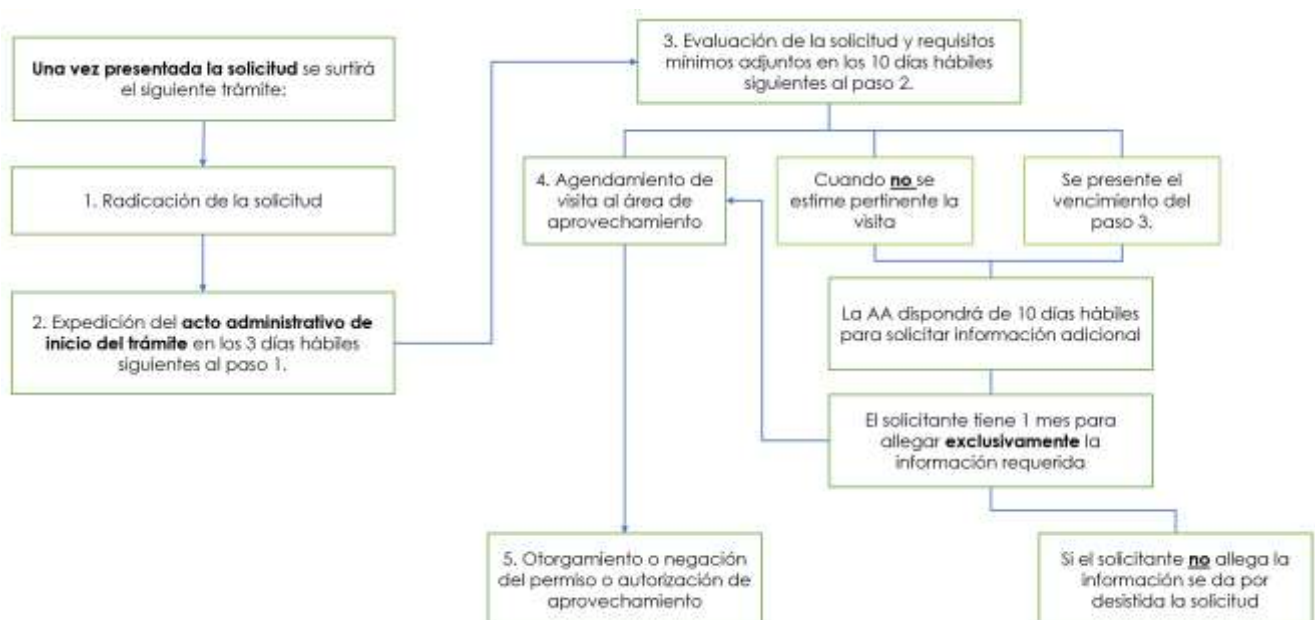 Una vez presentada la solicitud se surtirá
el siguiente trámite:
1. Radicación de la solicitud
2. Expedición del acto administrativo de
inicio del trámite en los 3 días hábiles
siguientes al paso 1.
3. Evaluación de la solicitud y requisitos
mínimos adjuntos en los 10 días hábiles
siguientes al paso 2.
4. Agendamiento de
visita al área de
aprovechamiento
Cuando no se
estime pertinente la
visita
Se presente el
vencimiento del
paso 3.
La AA dispondrá de 10 días hábiles
para solicitar información adicional
El solicitante tiene 1 mes para
allegar exclusivamente la
información requerida
5. Otorgamiento o negación
del permiso o autorización de
aprovechamiento
Si el solicitante no allega la
información se da por
desistida la solicitud